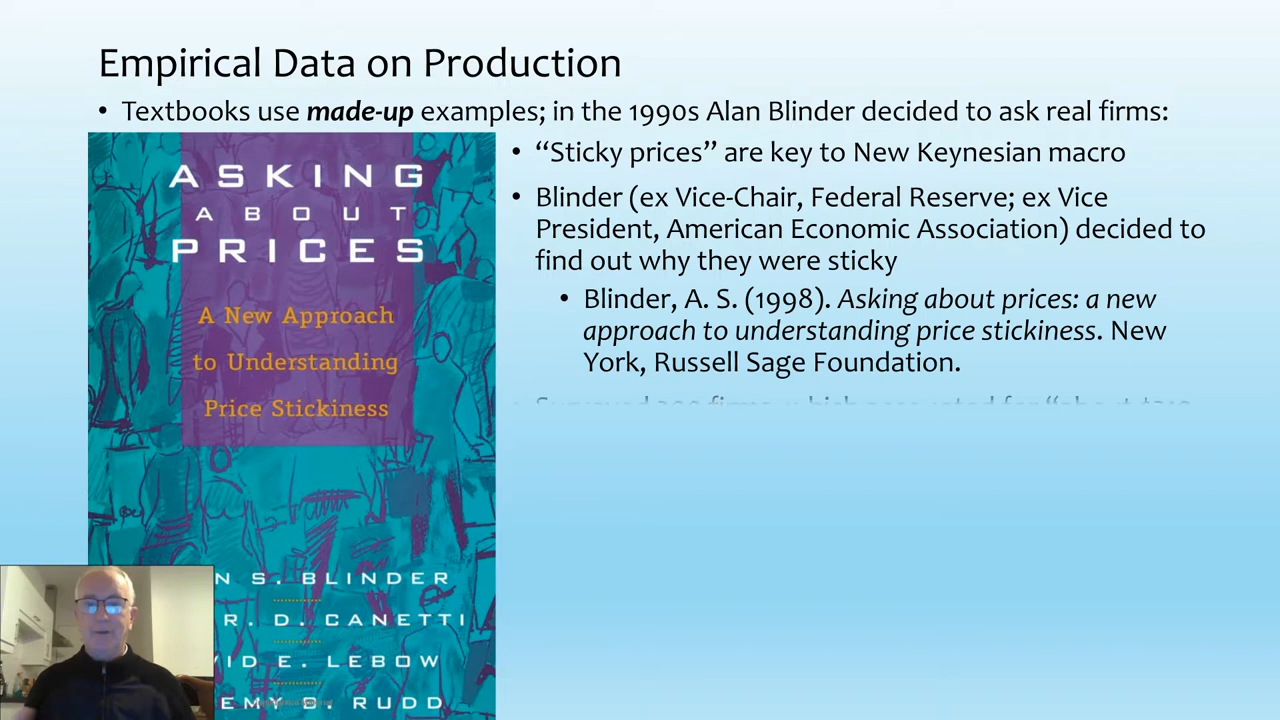 Empirical Data on Production
• Textbooks use made-up examples; in the 1990s Alan Blinder decided to ask real firms:
ASKING
ABOUT
PRICES
A New Approach
to Understanding
Price Stickiness
N S. BLINDER
R. D. CANETTI
VID E. LEBOW
EMY B. RUDD
• “Sticky prices” are key to New Keynesian macro
• Blinder (ex Vice-Chair, Federal Reserve; ex Vice
President, American Economic Association) decided to
find out why they were sticky
• Blinder, A. S. (1998). Asking about prices: a new
approach to understanding price stickiness. New
York, Russell Sage Foundation.